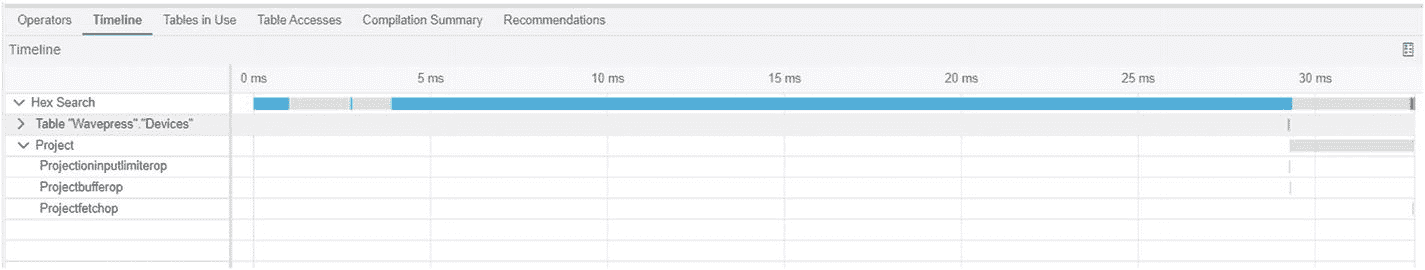 Operators Timeline Tables in Use Table Accesses Compilation Summary Recommendations
Timeline
0 ms 5 ms 10 ms 15 ms 20 ms 25 ms 30 ms
Hex Search
Table "Wavepress"."Devices"
Project
Projectioninputlimiterop
Projectbufferop
Projectfetchop